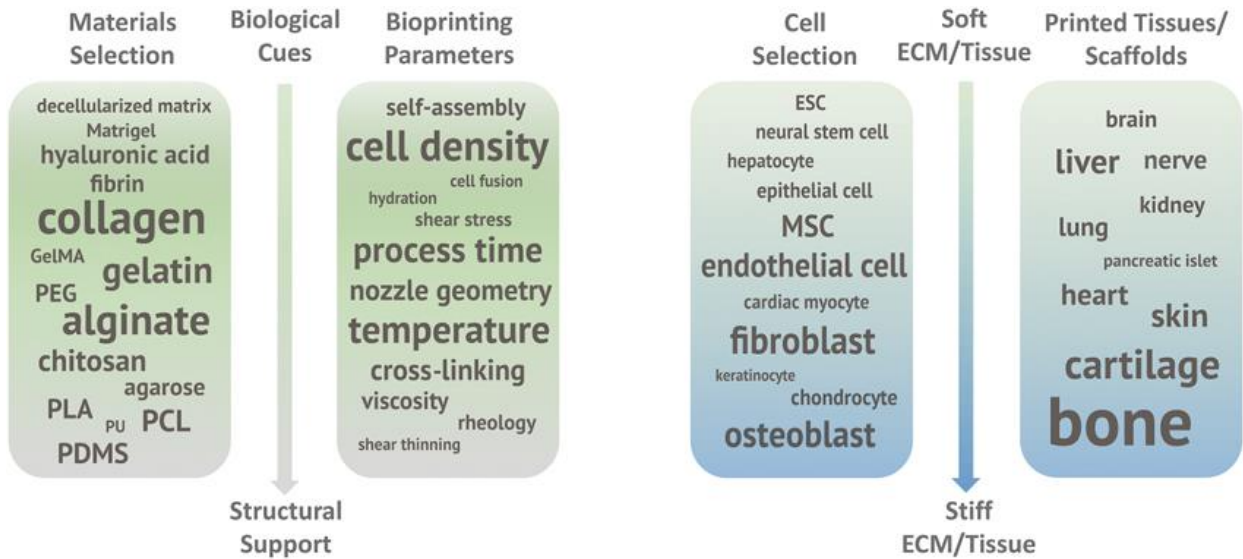 Materials
Selection
Biological
Cues
Bioprinting
Parameters
decellularized matrix
Matrigel
hyaluronic acid
fibrin
collagen
GelMA
gelatin
PEG
alginate
chitosan
agarose
PLA
PU
PCL
PDMS
self-assembly
cell density
cell fusion
hydration
shear stress
process time
nozzle geometry
temperature
cross-linking
viscosity
rheology
shear thinning
Structural
Support
Cell
Selection
Soft
ECM/Tissue
Printed Tissues/
Scaffolds
ESC
neural stem cell
hepatocyte
epithelial cell
MSC
endothelial cell
cardiac myocyte
fibroblast
keratinocyte
chondrocyte
osteoblast
brain
liver
nerve
kidney
lung
pancreatic islet
heart
skin
cartilage
bone
Stiff
ECM/Tissue